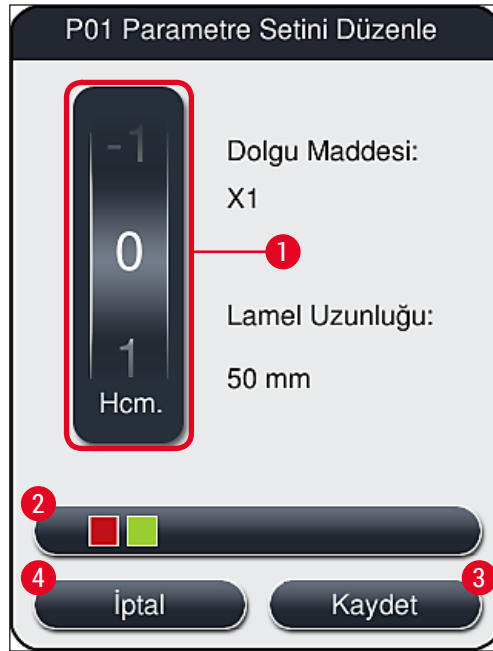 P01 Parametre Setini Düzenle
-1
0
1
Hcm.
1
Dolgu Maddesi:
X1
Lamel Uzunluğu:
50 mm
2
4
İptal
3
Kaydet